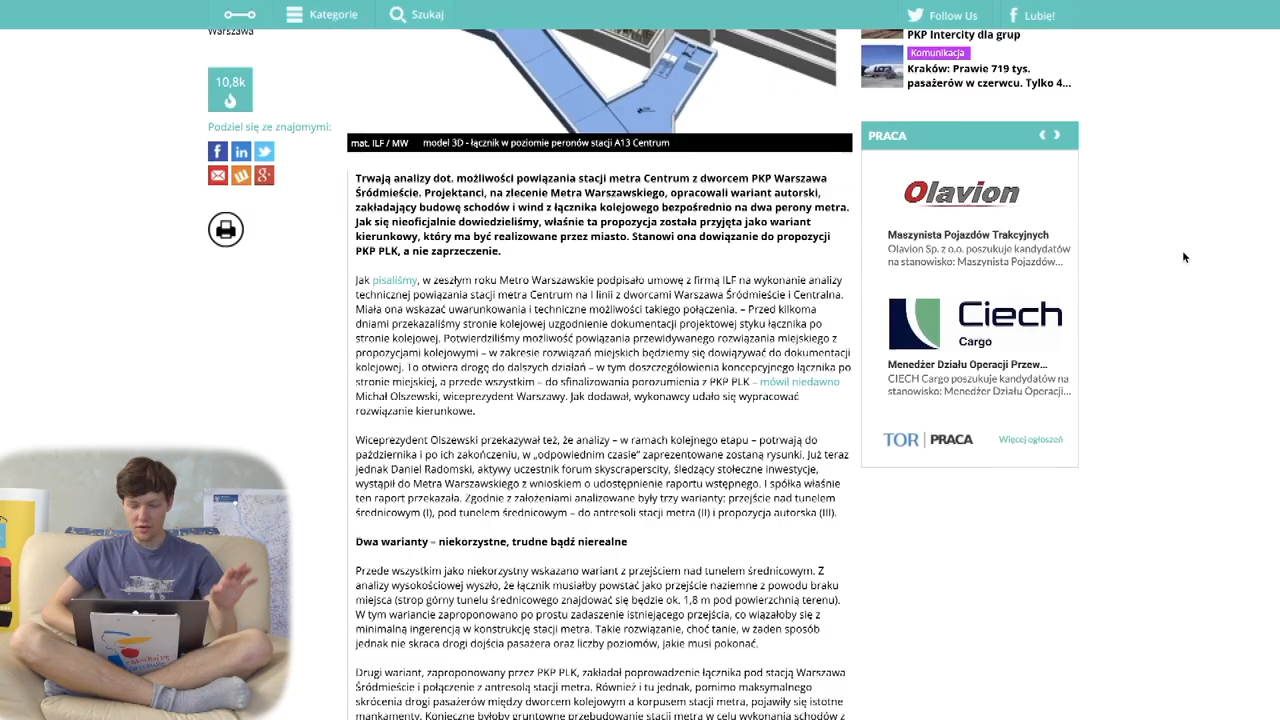 Kategorie
Szukaj
Follow Us
Lubię!
Warszawa
10,8k
Podziel się ze znajomymi:
mat. ILF / MW model 3D - łącznik w poziomie peronów stacji A13 Centrum
Trwają analizy dot. możliwości powiązania stacji metra Centrum z dworcem PKP Warszawa
Śródmieście. Projektanci, na zlecenie Metra Warszawskiego, opracowali wariant autorski,
zakładający budowę schodów i wind z łącznika kolejowego bezpośrednio na dwa perony metra.
Jak się nieoficjalnie dowiedzieliśmy, właśnie ta propozycja została przyjęta jako wariant
kierunkowy, który ma być realizowane przez miasto. Stanowi ona dowiązanie do propozycji
PKP PLK, a nie zaprzeczenie.
Jak pisaliśmy, w zeszłym roku Metro Warszawskie podpisało umowę z firmą ILF na wykonanie analizy
technicznej powiązania stacji metra Centrum na I linii z dworcami Warszawa Śródmieście i Centralna.
Miała ona wskazać uwarunkowania i techniczne możliwości takiego połączenia. – Przed kilkoma
dniami przekazaliśmy stronie kolejowej uzgodnienie dokumentacji projektowej styku łącznika po
stronie kolejowej. Potwierdziliśmy możliwość powiązania przewidywanego rozwiązania miejskiego z
propozycjami kolejowymi – w zakresie rozwiązań miejskich będziemy się dowiązywać do dokumentacji
kolejowej. To otwiera drogę do dalszych działań – w tym doszczegółowienia koncepcyjnego łącznika po
stronie miejskiej, a przede wszystkim – do sfinalizowania porozumienia z PKP PLK – mówił niedawno
Michał Olszewski, wiceprezydent Warszawy. Jak dodawał, wykonawcy udało się wypracować
rozwiązanie kierunkowe.
Wiceprezydent Olszewski przekazywał też, że analizy – w ramach kolejnego etapu – potrwają do
października i po ich zakończeniu, w „odpowiednim czasie” zaprezentowane zostaną rysunki. Już teraz
jednak Daniel Radomski, aktywy uczestnik forum skyscraperscity, śledzący stołeczne inwestycje,
wystąpił do Metra Warszawskiego z wnioskiem o udostępnienie raportu wstępnego. I spółka właśnie
ten raport przekazała. Zgodnie z założeniami analizowane były trzy warianty: przejście nad tunelem
średnicowym (I), pod tunelem średnicowym – do antresoli stacji metra (II) i propozycja autorska (III).
Dwa warianty – niekorzystne, trudne bądź nierealne
Przede wszystkim jako niekorzystny wskazano wariant z przejściem nad tunelem średnicowym. Z
analizy wysokościowej wyszło, że łącznik musiałby powstać jako przejście naziemne z powodu braku
miejsca (strop górny tunelu średnicowego znajdować się będzie ok. 1,8 m pod powierzchnią terenu).
W tym wariancie zaproponowano po prostu zadaszenie istniejącego przejścia, co wiązałoby się z
minimalną ingerencją w konstrukcję stacji metra. Takie rozwiązanie, choć tanie, w żaden sposób
jednak nie skraca drogi dojścia pasażera oraz liczby poziomów, jakie musi pokonać.
Drugi wariant, zaproponowany przez PKP PLK, zakładał poprowadzenie łącznika pod stacją Warszawa
Śródmieście i połączenie z antresolą stacji metra. Również i tu jednak, pomimo maksymalnego
skrócenia drogi pasażerów między dworcem kolejowym a korpusem stacji metra, pojawiły się istotne
mankamenty. Konieczne byłoby gruntowne przebudowanie stacji metra w celu wykonania schodów z
PKP Intercity dla grup
Komunikacja
Kraków: Prawie 719 tys.
pasażerów w czerwcu. Tylko 4...
PRACA
Olavion
Maszynista Pojazdów Trakcyjnych
Olavion Sp. z o.o. poszukuje kandydatów
na stanowisko: Maszynista Pojazdów...
Ciech
Cargo
Menedżer Działu Operacji Przew...
CIECH Cargo poszukuje kandydatów na
stanowisko: Menedżer Działu Operacji...
TOR PRACA
Więcej ogłoszeń